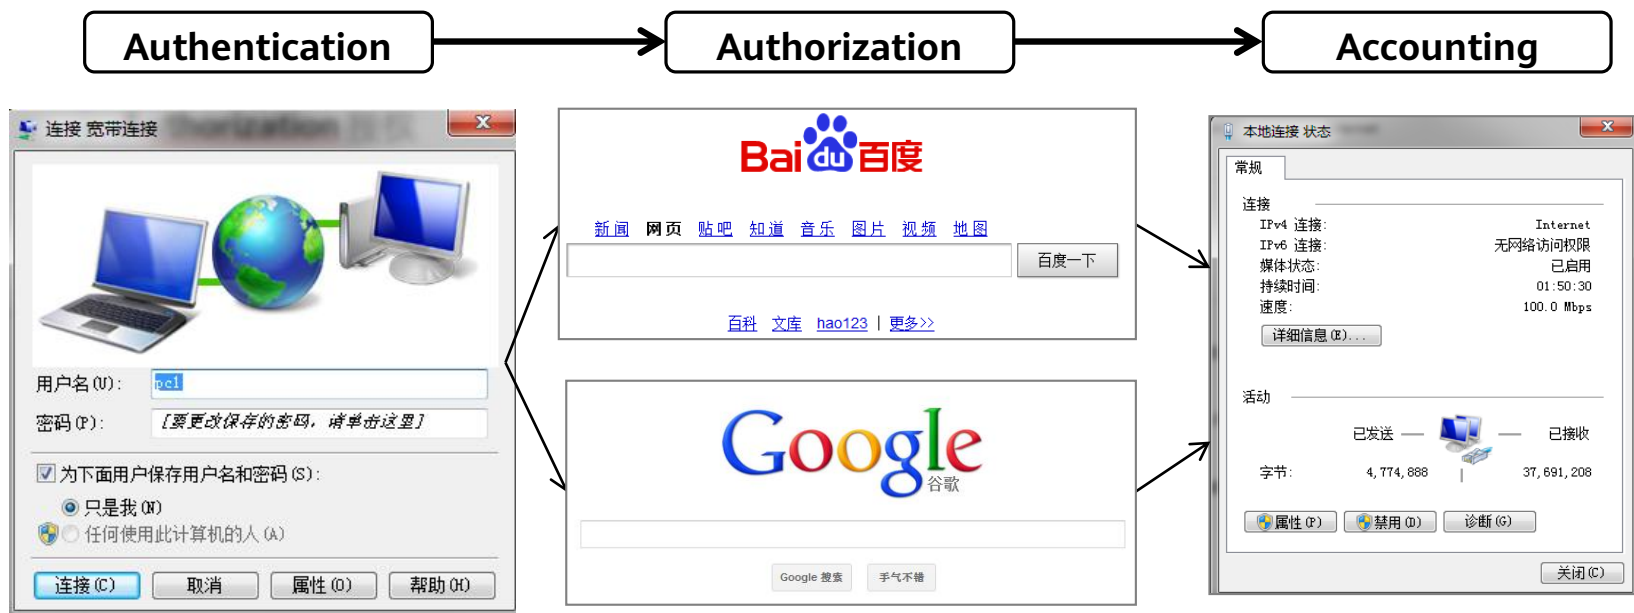 Authentication
Authorization
Accounting
连接 宽带连接
用户名(U):
pc1
密码(P):
[要更改保存的密码，请单击这里]
为下面用户保存用户名和密码(S):
只是我(N)
任何使用此计算机的人(A)
连接(C)
取消
属性(O)
帮助(H)
Bai du 百度
新闻 网页 贴吧 知道 音乐 图片 视频 地图
百度一下
百科 文库 hao123 | 更多>>
Google
谷歌
Google 搜索
手气不错
本地连接 状态
常规
连接
IPv4 连接: Internet
IPv6 连接: 无网络访问权限
媒体状态: 已启用
持续时间: 01:50:30
速度: 100.0 Mbps
详细信息(E)...
活动
已发送 — — 已接收
字节: 4,774,888 | 37,691,208
属性(P)
禁用(D)
诊断(G)
关闭(C)